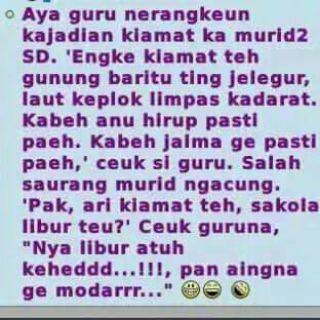 Aya guru nerangkeun
kajadian kiamat ka murid2
SD. 'Engke kiamat teh
gunung baritu ting jelegur,
laut keplok limpas kadarat.
Kabeh anu hirup pasti
paeh. Kabeh jalma ge pasti
paeh,' ceuk si guru. Salah
saurang murid ngacung.
'Pak, ari kiamat teh, sakola
libur teu?' Ceuk guruna,
"Nya libur atuh
keheddd...!!!, pan aingna
ge modarrr..."